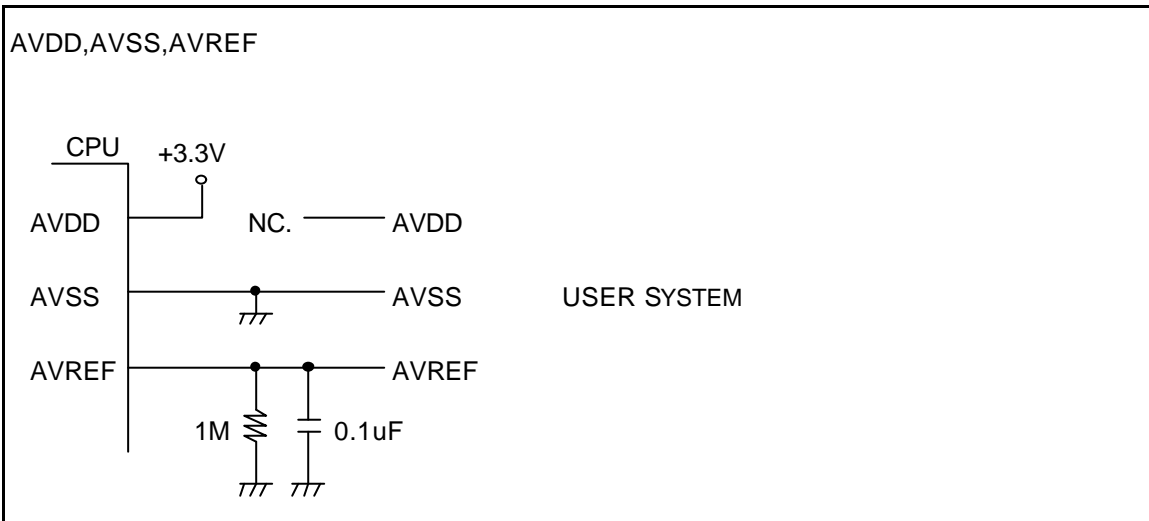 AVDD,AVSS,AVREF
CPU
+3.3V
AVDD
NC.
AVDD
AVSS
AVSS
USER SYSTEM
AVREF
AVREF
1M
0.1uF